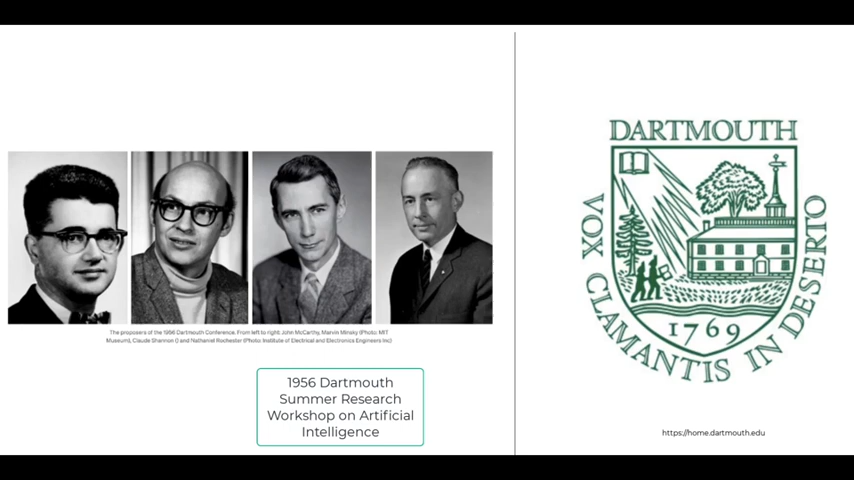 The proposers of the 1956 Dartmouth Conference. From left to right: John McCarthy, Marvin Minsky (Photo: MIT
Museum), Claude Shannon () and Nathaniel Rochester (Photo: Institute of Electrical and Electronics Engineers Inc)
1956 Dartmouth
Summer Research
Workshop on Artificial
Intelligence
DARTMOUTH
VOX CLAMANTIS IN DESERTO
1769
https://home.dartmouth.edu